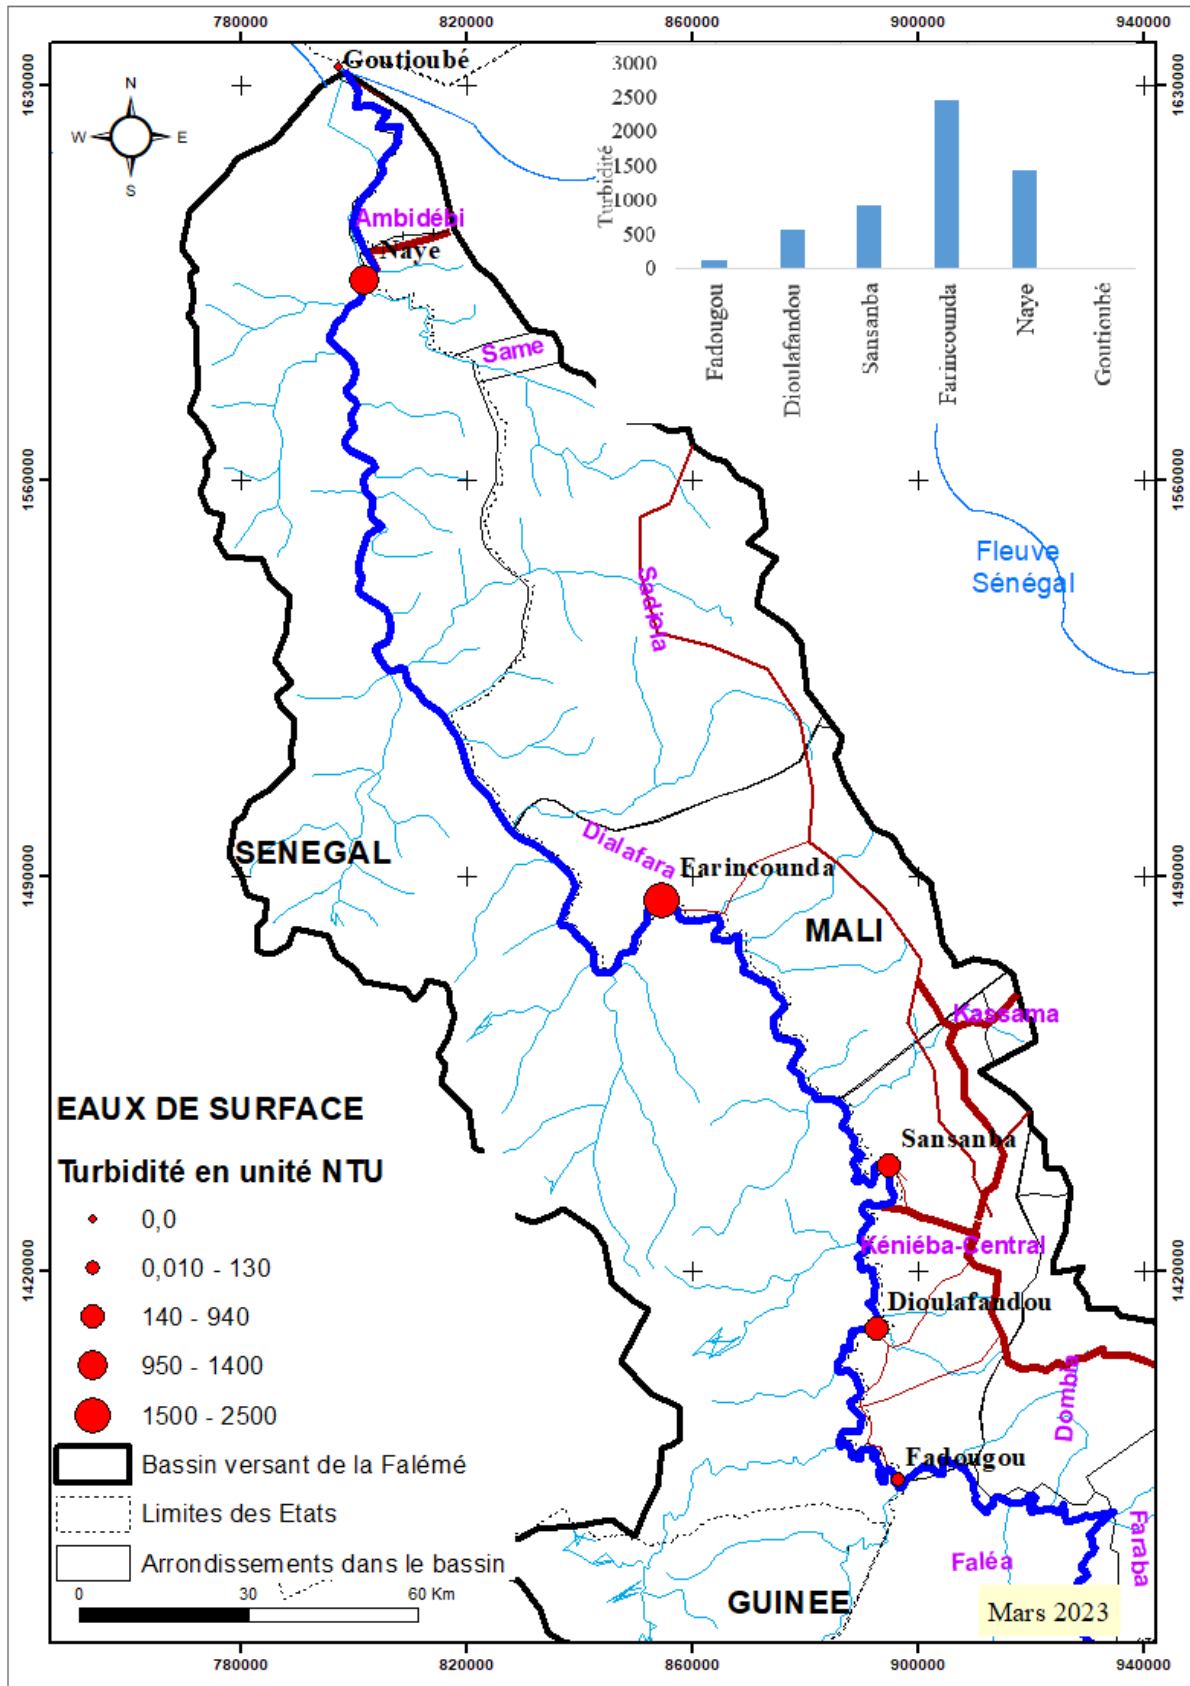 780000
820000
860000
900000
940000
1630000
1560000
1490000
1420000
1630000
1560000
1490000
1420000
N
W
E
S
Goutioubé
3000
2500
2000
1500
1000
500
0
Turbidité
Fadougou
Dioulafandou
Sansanba
Farincounda
Naye
Goutioubé
Ambidébi
Naye
Same
Sadiola
Fleuve
Sénégal
Dialafara
SENEGAL
Farincounda
MALI
Kassama
Sansanba
Kéniéba-Central
Dioulafandou
Dombia
Fadougou
Faléa
Faraba
GUINEE
Mars 2023
EAUX DE SURFACE
Turbidité en unité NTU
0,0
0,010 - 130
140 - 940
950 - 1400
1500 - 2500
Bassin versant de la Falémé
Limites des Etats
Arrondissements dans le bassin
0
30
60 Km
780000
820000
860000
900000
940000